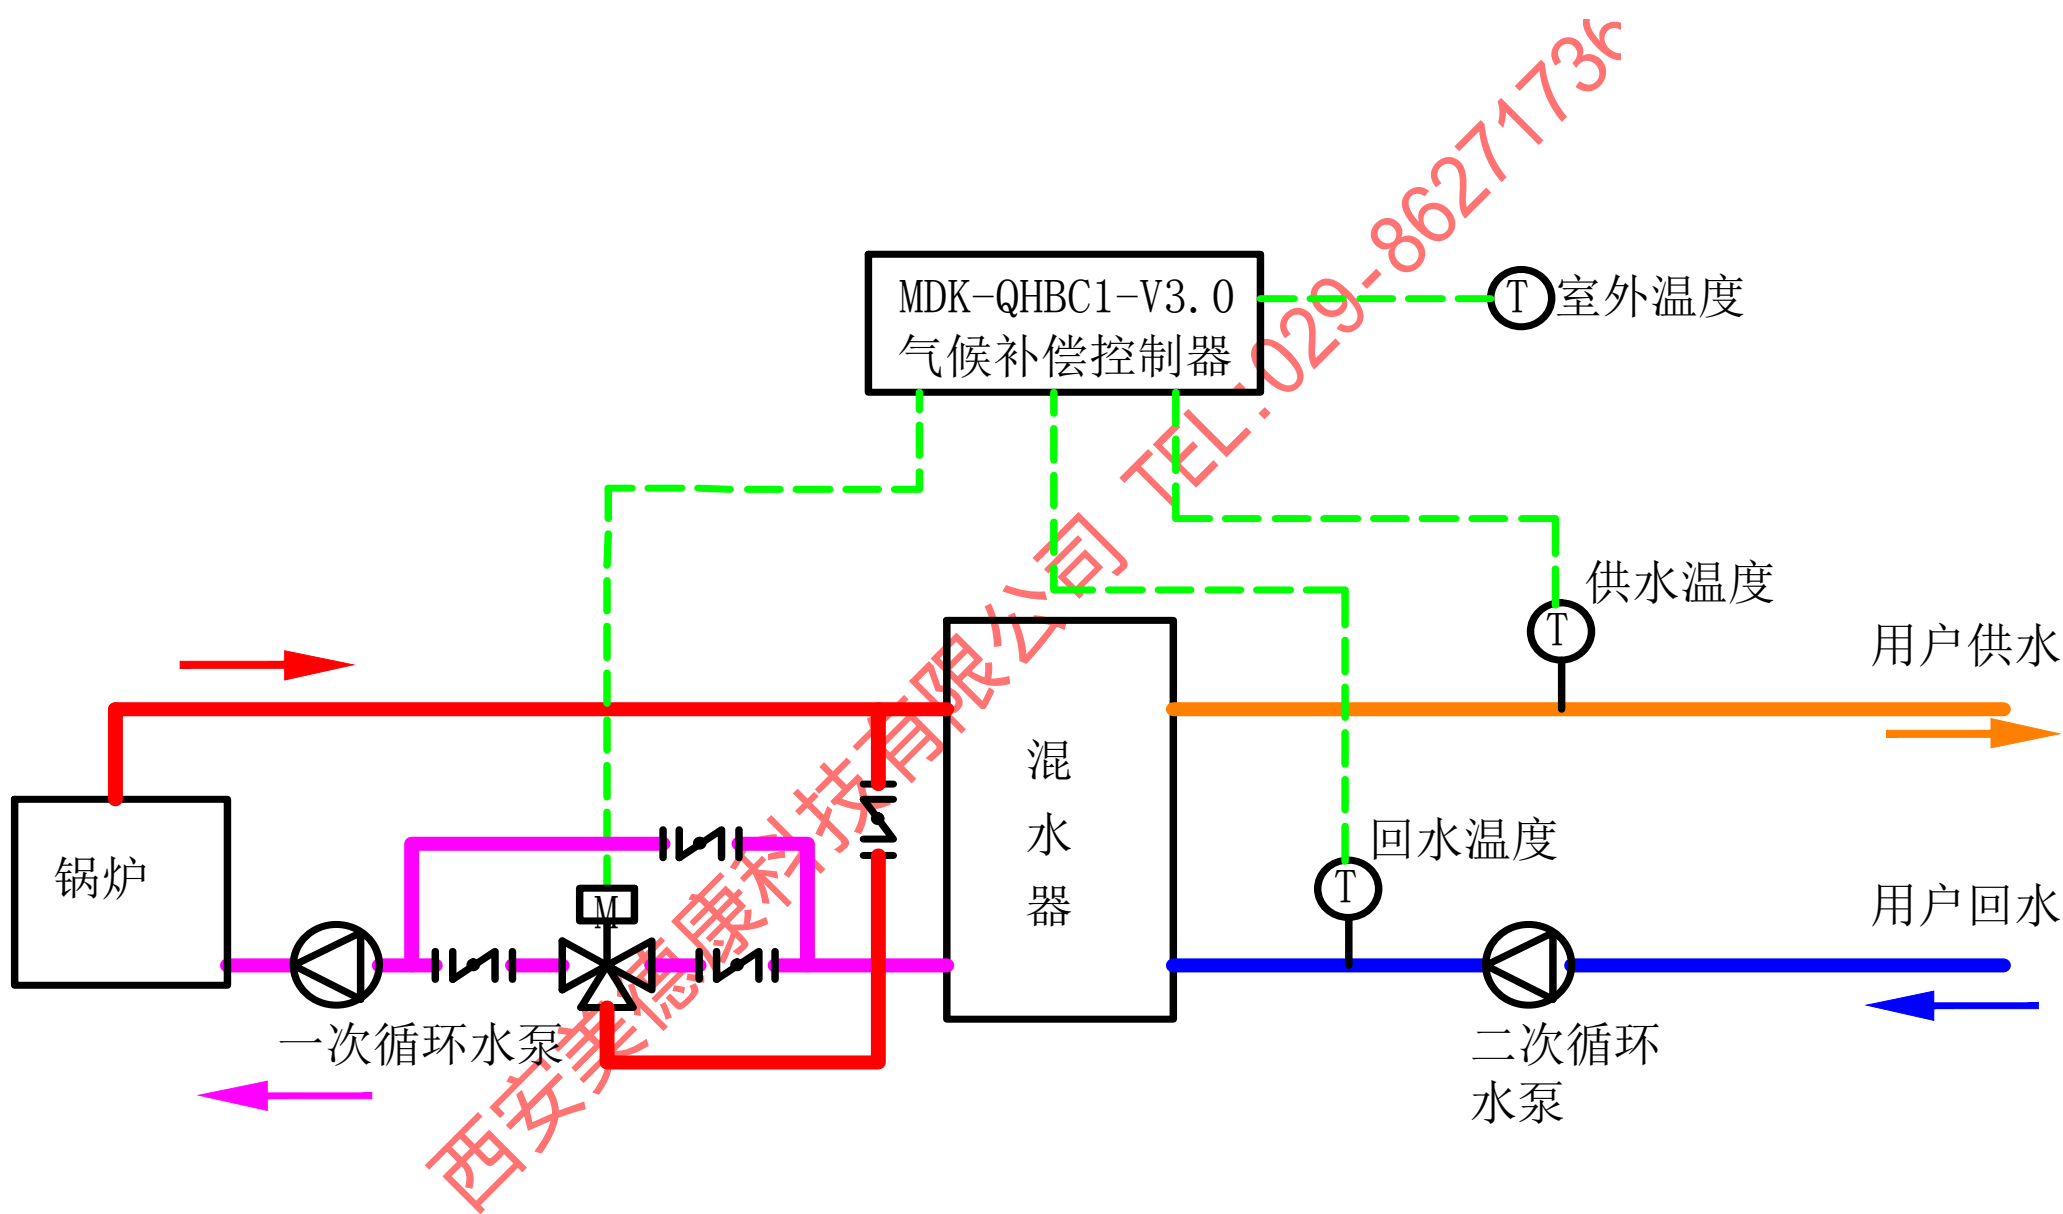 MDK-QHBC1-V3.0
气候补偿控制器
T
室外温度
供水温度
T
用户供水
混
水
器
回水温度
T
锅炉
M
用户回水
一次循环水泵
二次循环
水泵
西安美德康科技有限公司 TEL:029-8627173